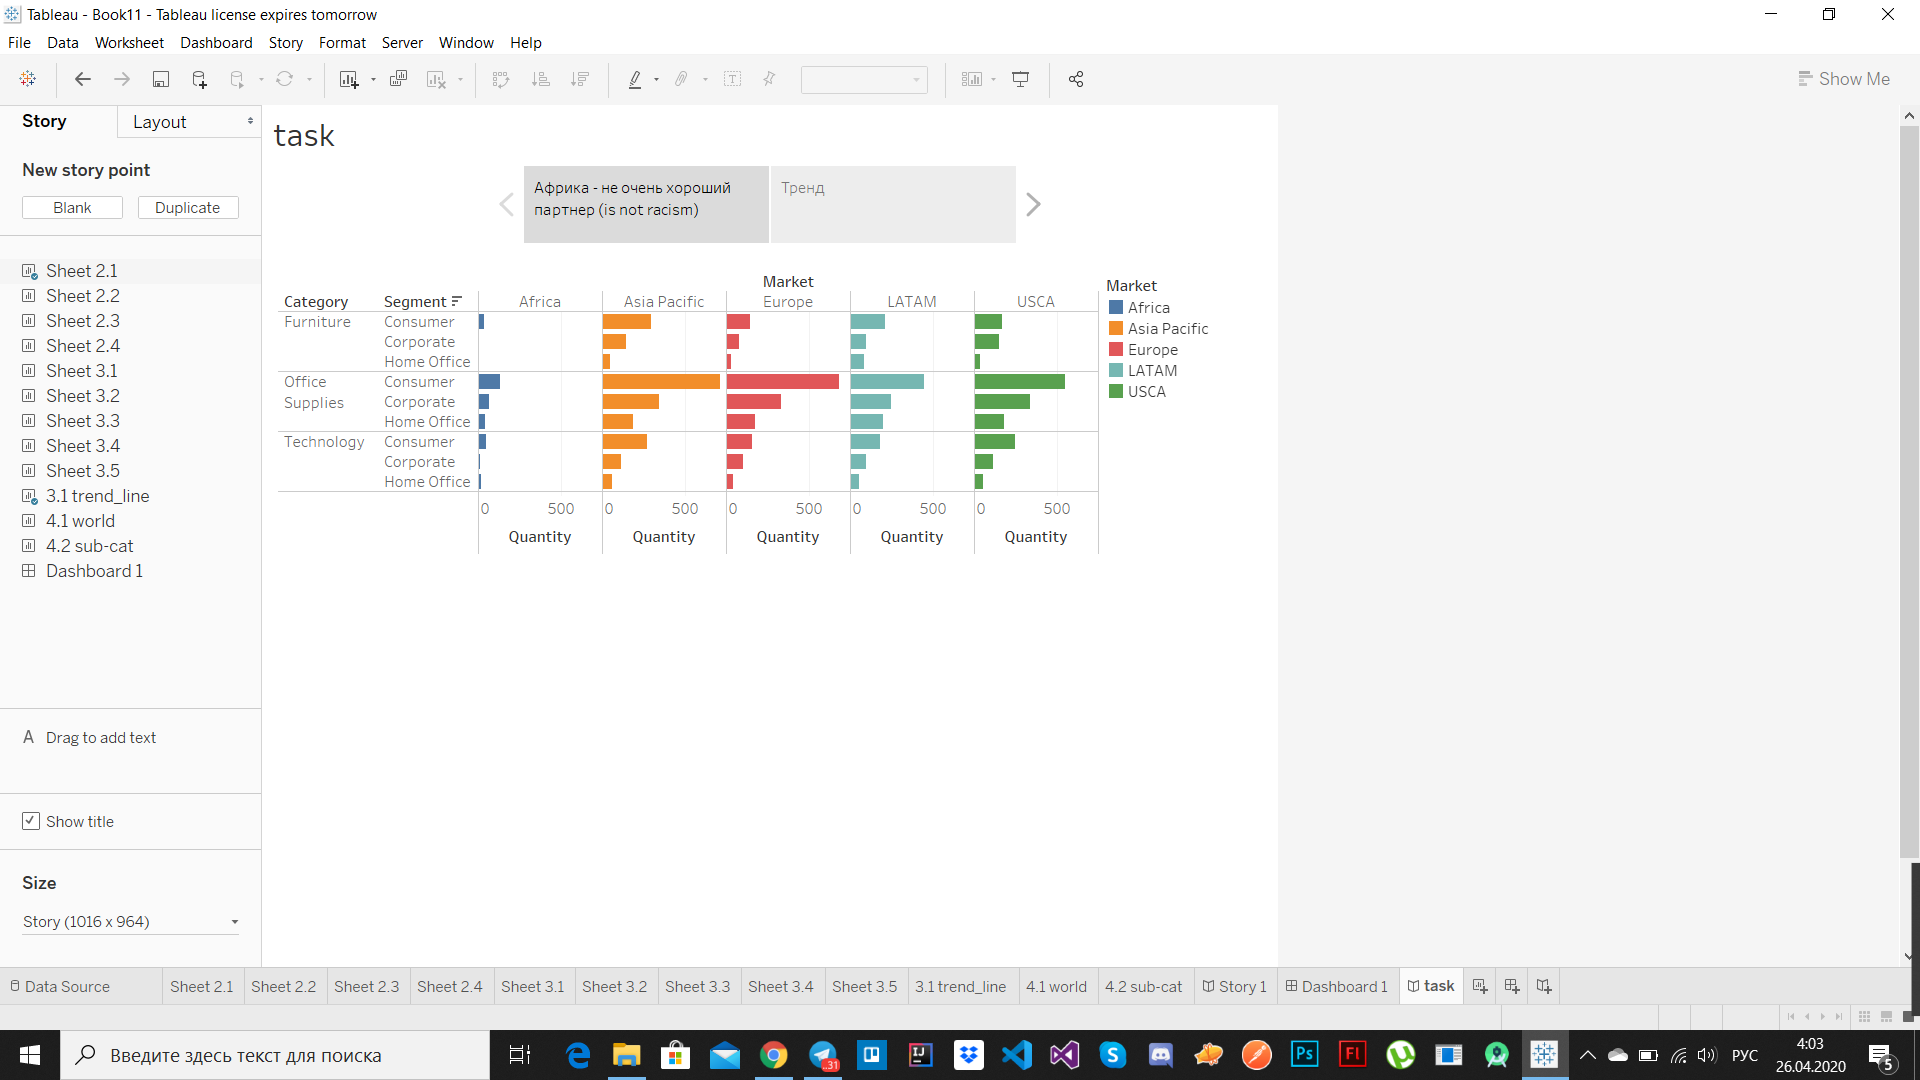 Tableau - Book11 - Tableau license expires tomorrow
File Data Worksheet Dashboard Story Format Server Window Help
Show Me
Story Layout
New story point
Blank Duplicate
Sheet 2.1
Sheet 2.2
Sheet 2.3
Sheet 2.4
Sheet 3.1
Sheet 3.2
Sheet 3.3
Sheet 3.4
Sheet 3.5
3.1 trend_line
4.1 world
4.2 sub-cat
Dashboard 1
A Drag to add text
Show title
Size
Story (1016 x 964)
task
Африка - не очень хороший
партнер (is not racism)
Тренд
Market
Category Segment Africa Asia Pacific Europe LATAM USCA
Furniture Consumer
Corporate
Home Office
Office Consumer
Supplies Corporate
Home Office
Technology Consumer
Corporate
Home Office
0 500 0 500 0 500 0 500 0 500
Quantity Quantity Quantity Quantity Quantity
Market
Africa
Asia Pacific
Europe
LATAM
USCA
Data Source Sheet 2.1 Sheet 2.2 Sheet 2.3 Sheet 2.4 Sheet 3.1 Sheet 3.2 Sheet 3.3 Sheet 3.4 Sheet 3.5 3.1 trend_line 4.1 world 4.2 sub-cat Story 1 Dashboard 1 task
Введите здесь текст для поиска
..31
IJ
Ps
Fl
РУС
4:03
26.04.2020
5